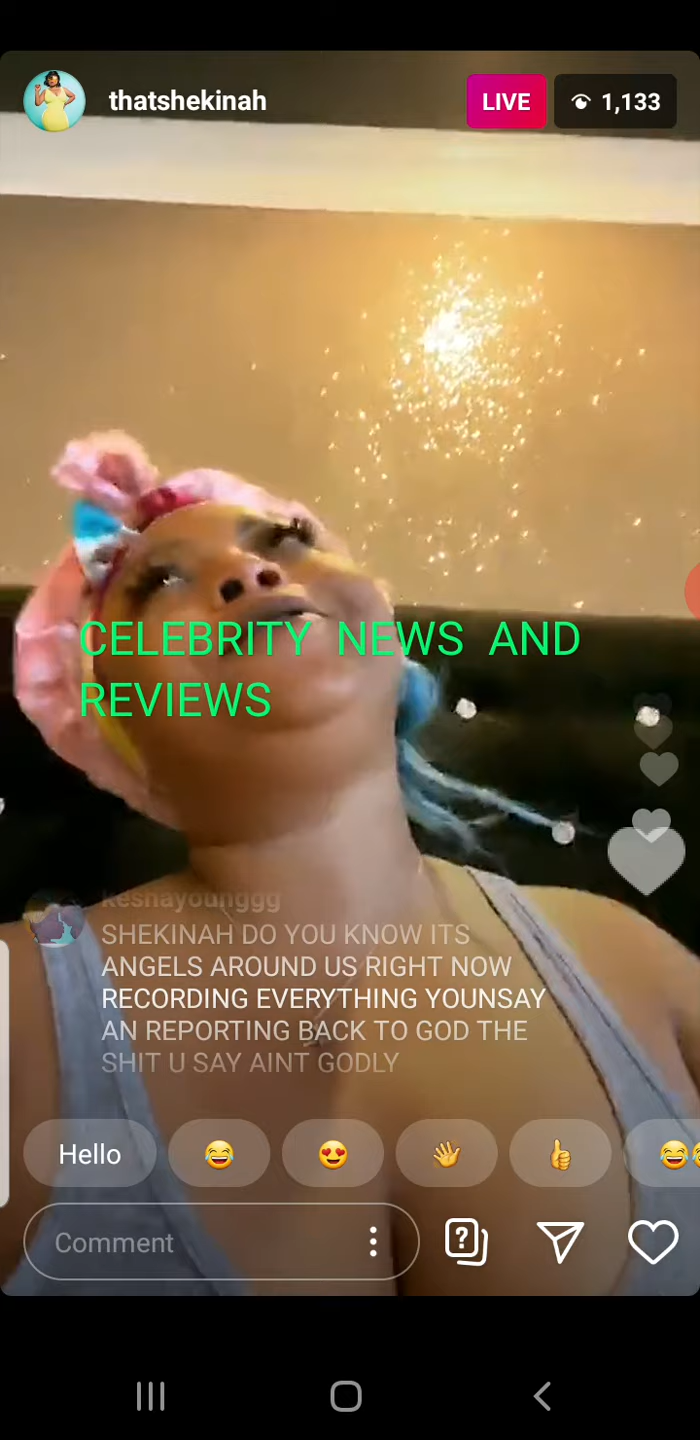 thatshekinah
LIVE
1,133
CELEBRITY NEWS AND
REVIEWS
keshayounggg
SHEKINAH DO YOU KNOW ITS
ANGELS AROUND US RIGHT NOW
RECORDING EVERYTHING YOUNSAY
AN REPORTING BACK TO GOD THE
SHIT U SAY AINT GODLY
Hello
Comment